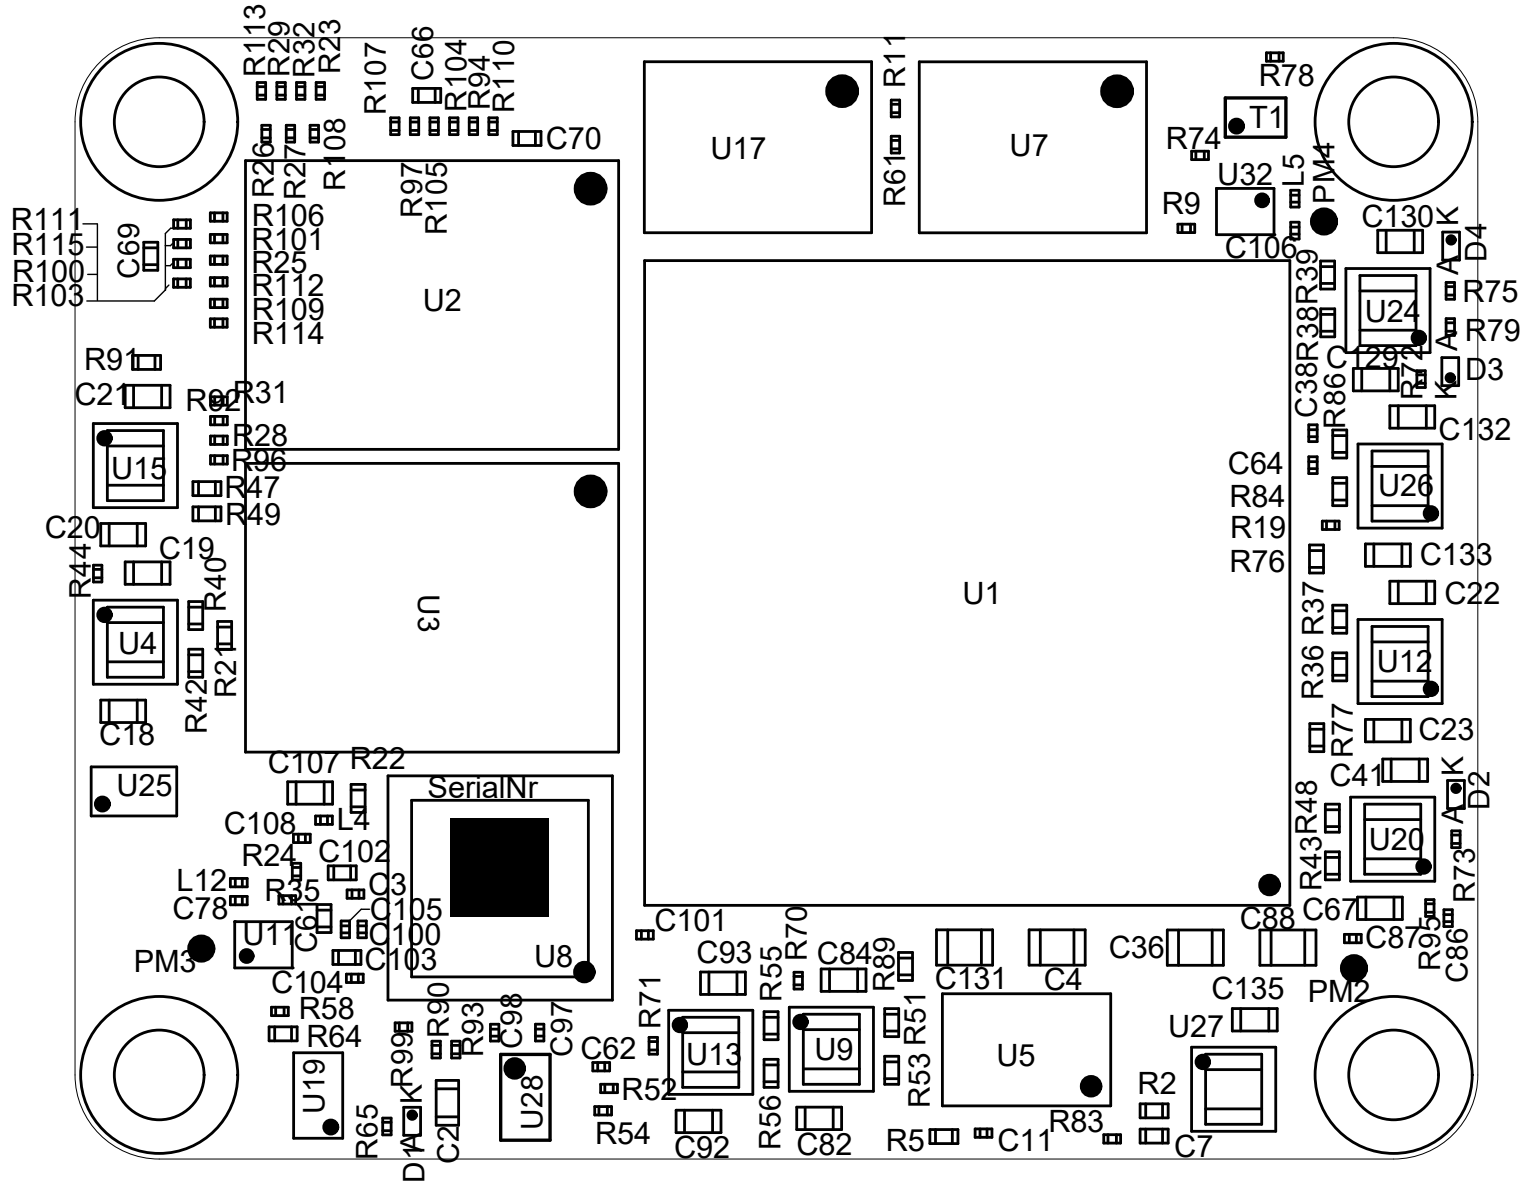 R113
R29
R32
R23
R107
C66
R104
R94
R110
R11
R78
T1
C70
U17
U7
R74
R26
R27
R108
R97
R105
R61
U32
L5
PM4
R9
C106
C130
K
A
D4
R111
R115
R100
R103
C69
R106
R101
R25
R112
R109
R114
U2
R39
R38
U24
R75
R79
C129
R72
A
K
D3
R91
C21
R92
R31
R28
R96
U15
R47
R49
C38
R86
C132
C64
R84
R19
R76
U26
C20
C19
R44
R40
U4
R21
R42
C18
U3
U1
C133
C22
R37
R36
U12
C23
R77
C41
K
A
D2
U25
C107
R22
SerialNr
C108
L4
R24
C102
L12
R35
C3
C78
C61
C105
U11
C100
PM3
C103
C104
U8
R48
R43
U20
R73
C101
R70
C88
C67
C87
R95
C86
C93
R55
C84
R89
C131
C4
C36
PM2
C135
R58
R64
R90
R93
C98
C97
R71
R99
U19
R65
K
A
D1
C2
U28
C62
R52
R54
U13
U9
R51
R53
U5
U27
R2
R83
R56
C92
C82
R5
C11
C7